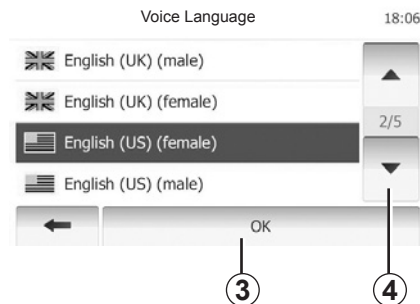 Voice Language 18:06
English (UK) (male)
English (UK) (female)
2/5
English (US) (female)
English (US) (male)
OK
3 4